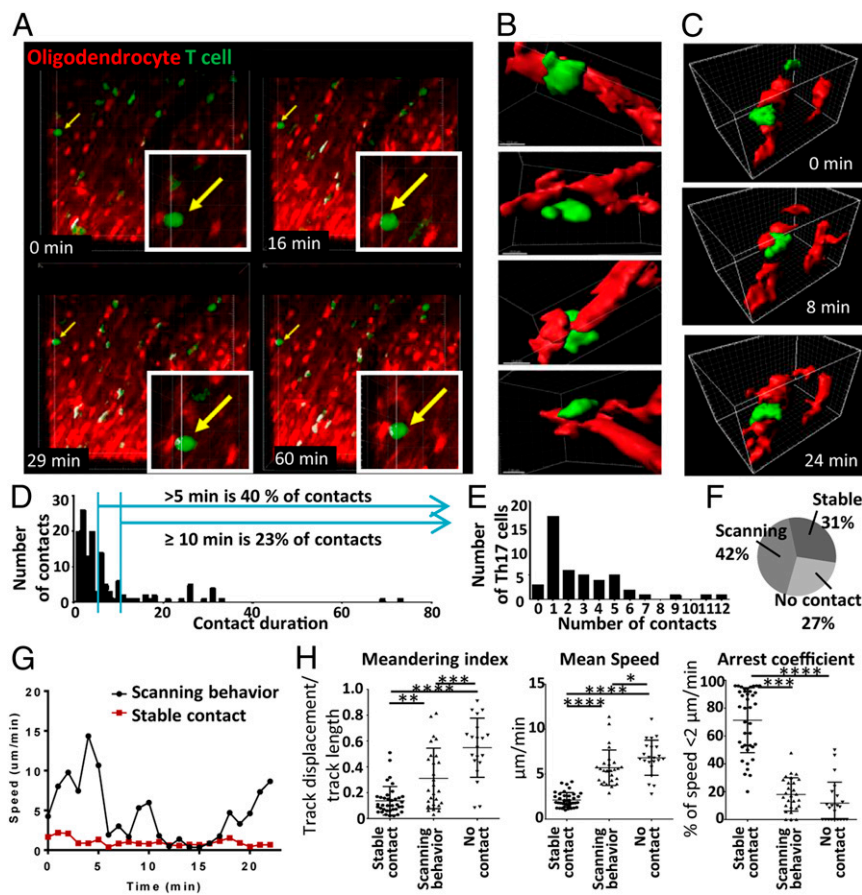 A
Oligodendrocyte T cell
0 min
16 min
29 min
60 min
B
C
0 min
8 min
24 min
D
>5 min is 40 % of contacts
≥ 10 min is 23% of contacts
Number
of contacts
30
20
10
0
0 20 40 60 80
Contact duration
E
Number
of Th17 cells
20
15
10
5
0
0 1 2 3 4 5 6 7 8 9 101112
Number of contacts
F
Stable
31%
Scanning
42%
No contact
27%
G
Scanning behavior
Stable contact
Speed (um/min)
20
15
10
5
0
0 5 10 15 20
Time (min)
H
Meandering index
Track displacement/
track length
1.0
0.8
0.6
0.4
0.2
0
***
****
**
Stable
contact
Scanning
behavior
No
contact
Mean Speed
μm/min
15
10
5
0
*
****
****
Stable
contact
Scanning
behavior
No
contact
Arrest coefficient
% of speed <2 μm/min
100
80
60
40
20
0
****
***
Stable
contact
Scanning
behavior
No
contact